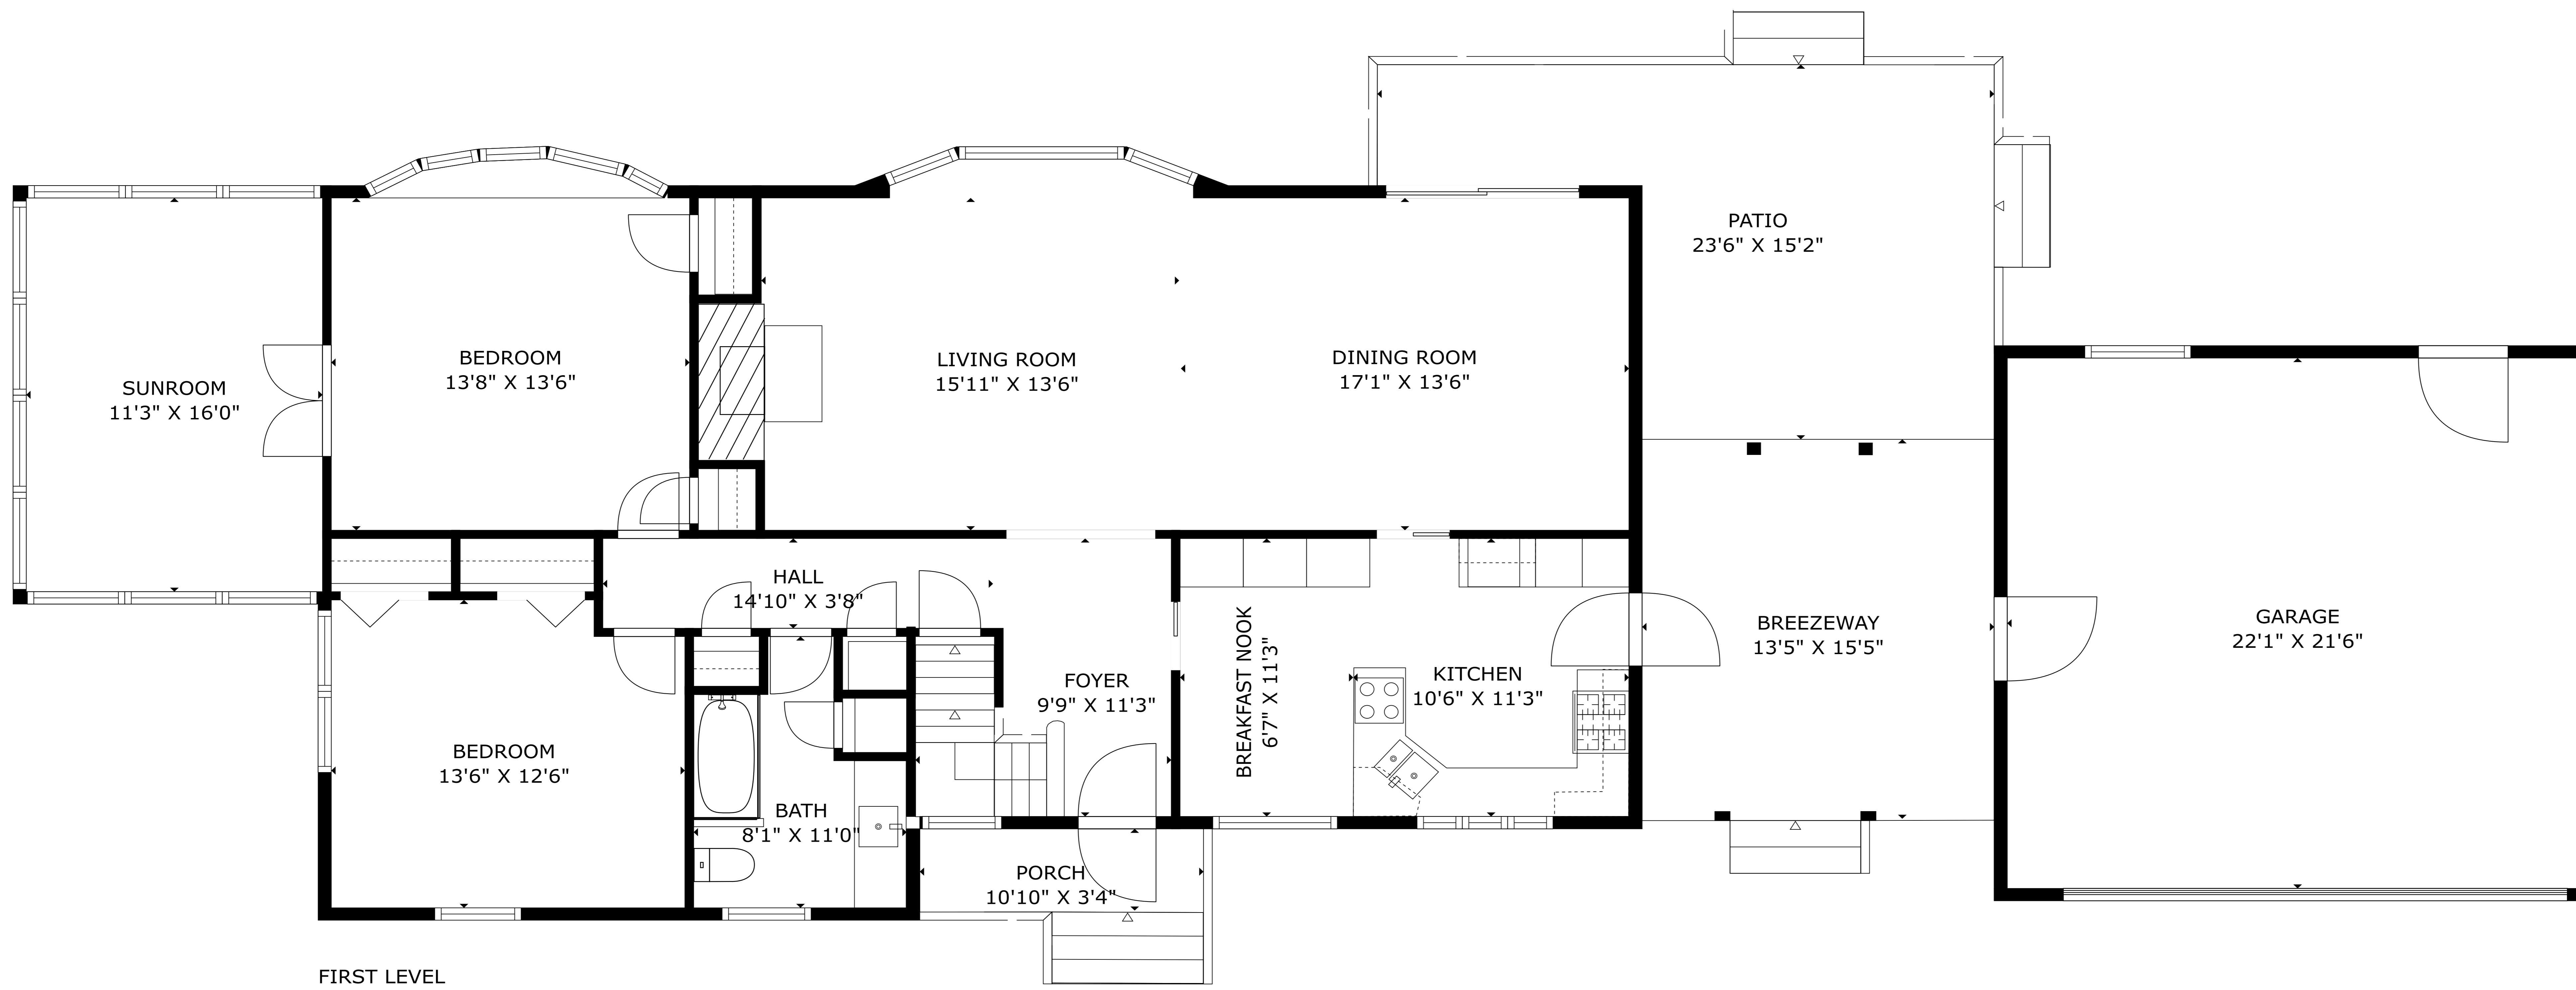 PATIO
23'6" X 15'2"
BEDROOM
13'8" X 13'6"
LIVING ROOM
15'11" X 13'6"
DINING ROOM
17'1" X 13'6"
SUNROOM
11'3" X 16'0"
HALL
14'10" X 3'8"
BREEZEWAY
13'5" X 15'5"
GARAGE
22'1" X 21'6"
FOYER
9'9" X 11'3"
BREAKFAST NOOK
6'7" X 11'3"
KITCHEN
10'6" X 11'3"
BEDROOM
13'6" X 12'6"
BATH
8'1" X 11'0"
PORCH
10'10" X 3'4"
FIRST LEVEL